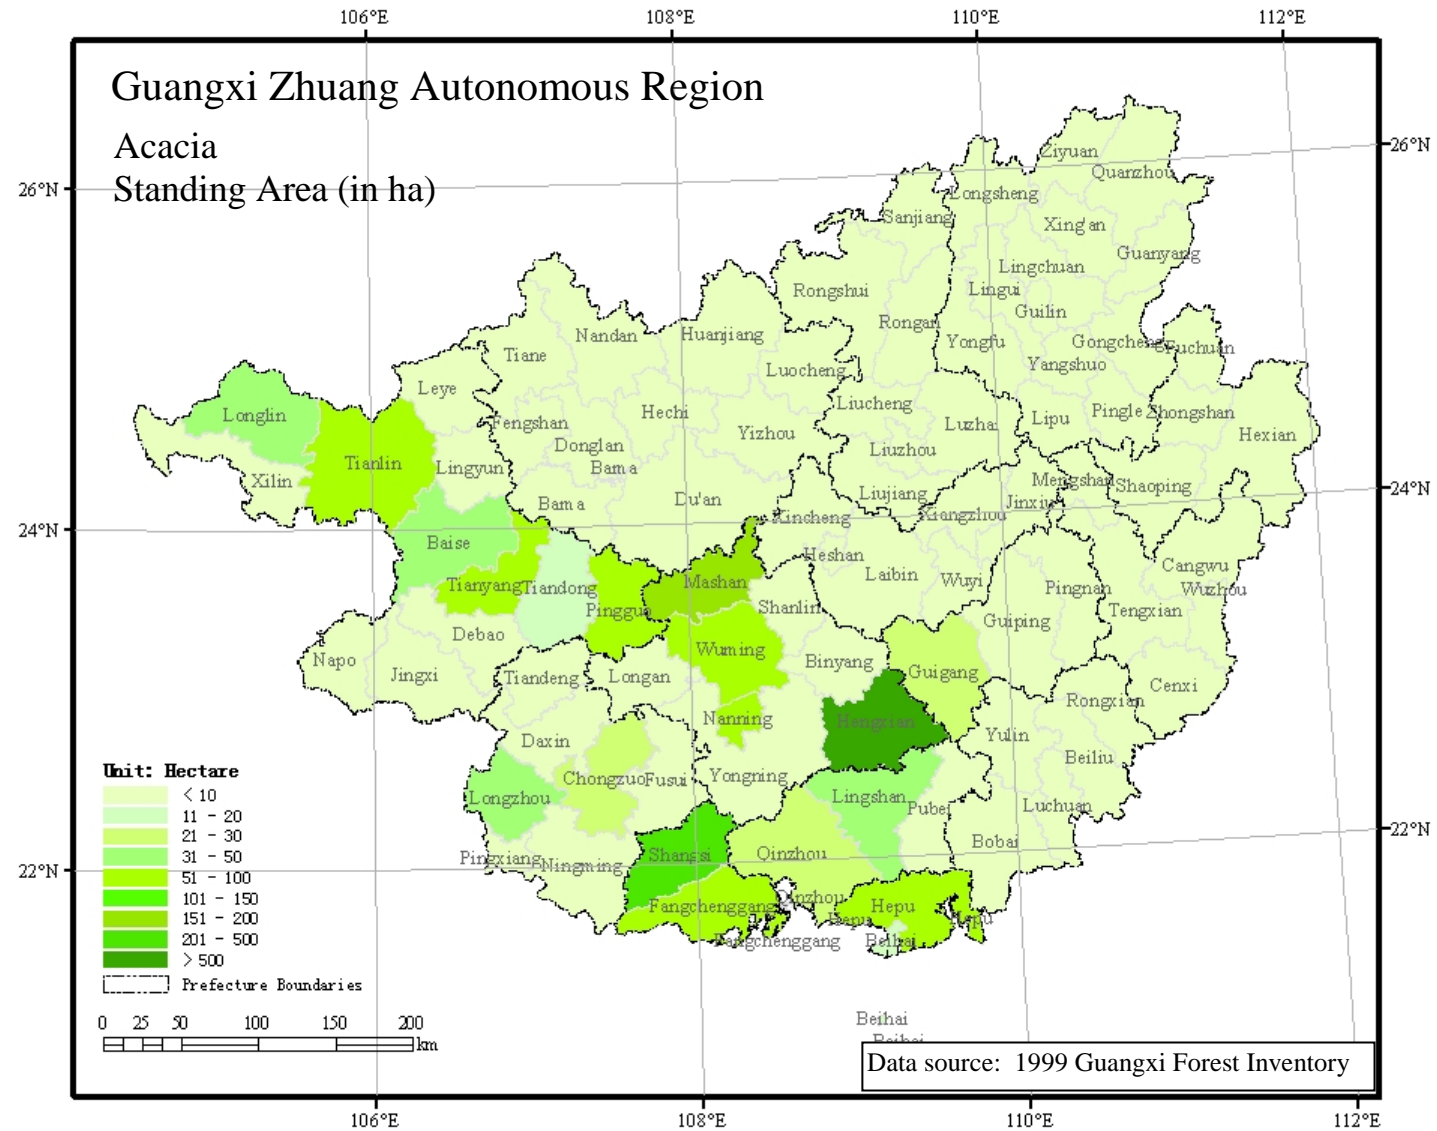 106°E 108°E 110°E 112°E
Guangxi Zhuang Autonomous Region
Acacia
Standing Area (in ha)
26°N
26°N
24°N
24°N
22°N
22°N
Ziyuan
Quanzhou
Longsheng
Sanjiang
Xing'an
Guanyang
Lingchuan
Rongshui
Lingui
Guilin
Rongan
Nandan
Huanjiang
Yongfu
Gongcheng
Fuchuan
Tiane
Yangshuo
Luocheng
Leye
Liucheng
Longlin
Hechi
Luzhai
Lipu
Pingle
Zhongshan
Fengshan
Yizhou
Hexian
Donglan
Liuzhou
Tianlin
Lingyun
Bama
Xilin
Mengshan
Shaoping
Bama
Du'an
Liujiang
Jinxiu
Xincheng
Xiangzhou
Baise
Heshan
Cangwu
Laibin
Wuyi
Tianyang
Tiandong
Mashan
Pingnan
Wuzhou
Pingguo
Shanlin
Tengxian
Guiping
Debao
Wuming
Napo
Binyang
Jingxi
Tiandeng
Longan
Guigang
Cenxi
Rongxian
Nanning
Hengxian
Daxin
Yulin
Beiliu
Chongzuo
Fusui
Yongning
Longzhou
Lingshan
Pubei
Luchuan
Bobai
Pingxiang
Ningming
Shangsi
Qinzhou
Fangchenggang
Qinzhou
Hepu
Hepu
Hepu
Fangchenggang
Beihai
Beihai
Beihai
Unit: Hectare
< 10
11 - 20
21 - 30
31 - 50
51 - 100
101 - 150
151 - 200
201 - 500
> 500
Prefecture Boundaries
0 25 50 100 150 200
km
Data source: 1999 Guangxi Forest Inventory
106°E 108°E 110°E 112°E